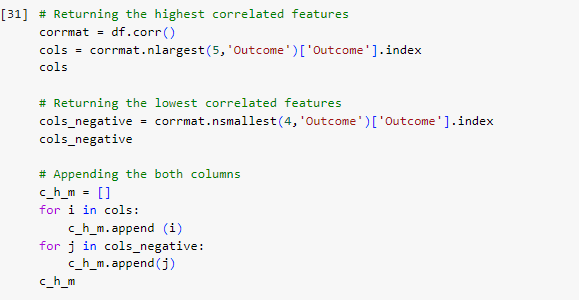 [31] # Returning the highest correlated features
corrmat = df.corr()
cols = corrmat.nlargest(5,'Outcome')['Outcome'].index
cols
# Returning the lowest correlated features
cols_negative = corrmat.nsmallest(4,'Outcome')['Outcome'].index
cols_negative
# Appending the both columns
c_h_m = []
for i in cols:
    c_h_m.append (i)
for j in cols_negative:
    c_h_m.append(j)
c_h_m